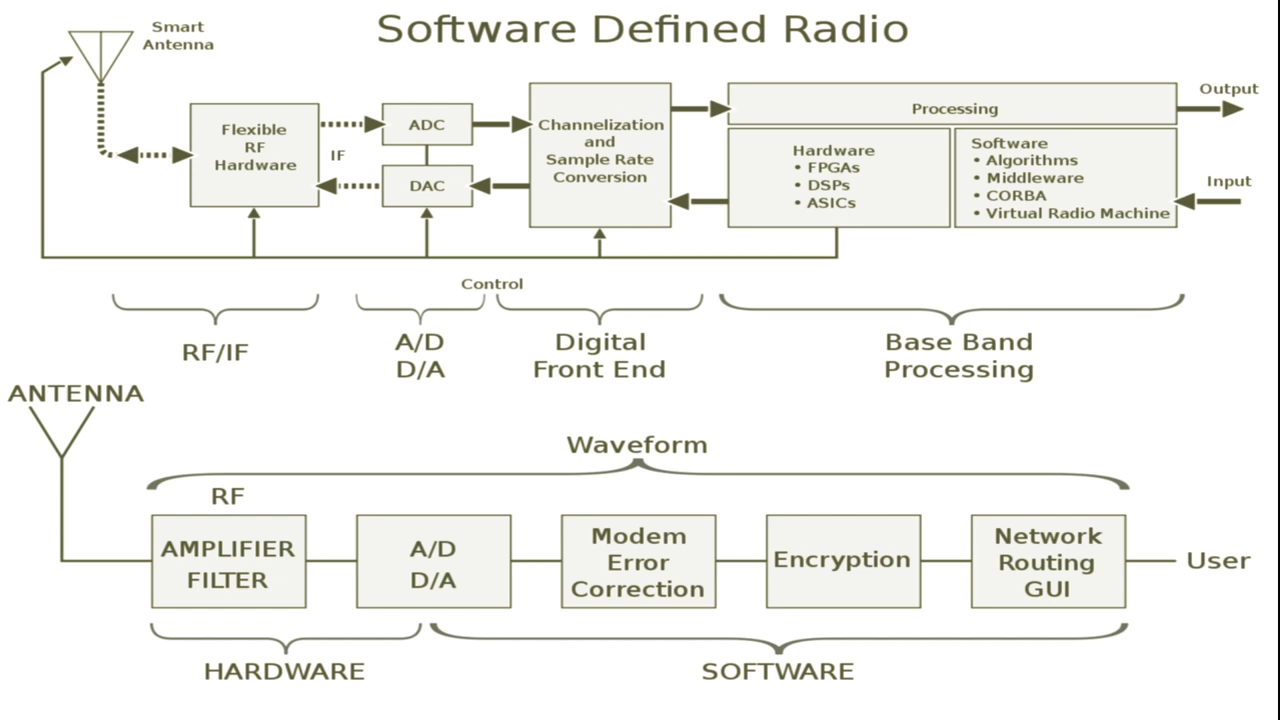 Software Defined Radio
Smart
Antenna
Flexible
RF
Hardware
IF
ADC
DAC
Channelization
and
Sample Rate
Conversion
Processing
Hardware
• FPGAs
• DSPs
• ASICs
Software
• Algorithms
• Middleware
• CORBA
• Virtual Radio Machine
Output
Input
Control
RF/IF
A/D
D/A
Digital
Front End
Base Band
Processing
ANTENNA
Waveform
RF
AMPLIFIER
FILTER
A/D
D/A
Modem
Error
Correction
Encryption
Network
Routing
GUI
User
HARDWARE
SOFTWARE